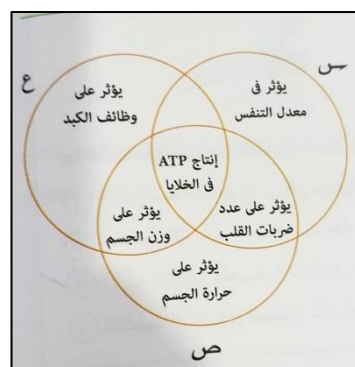 س
ع
يؤثر فى
معدل التنفس
يؤثر على
وظائف الكبد
إنتاج ATP
فى الخلايا
يؤثر على عدد
ضربات القلب
يؤثر على
وزن الجسم
يؤثر على
حرارة الجسم
ص